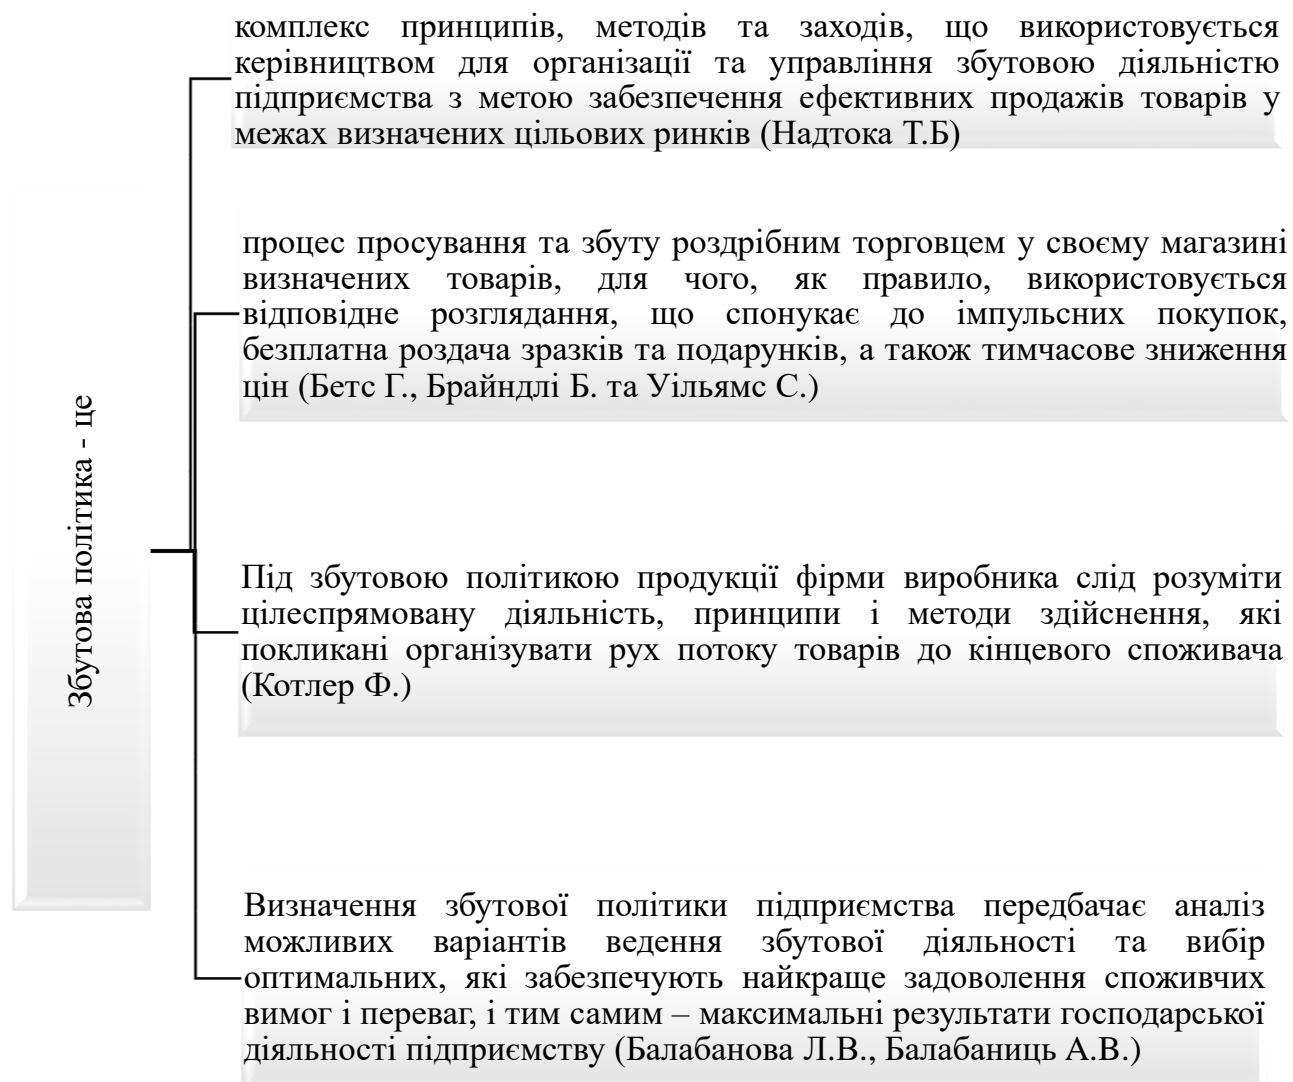 Збутова політика - це
комплекс принципів, методів та заходів, що використовується
керівництвом для організації та управління збутовою діяльністю
підприємства з метою забезпечення ефективних продажів товарів у
межах визначених цільових ринків (Надтока Т.Б)
процес просування та збуту роздрібним торговцем у своєму магазині
визначених товарів, для чого, як правило, використовується
відповідне розглядання, що спонукає до імпульсних покупок,
безплатна роздача зразків та подарунків, а також тимчасове зниження
цін (Бетс Г., Брайндлі Б. та Уільямс С.)
Під збутовою політикою продукції фірми виробника слід розуміти
цілеспрямовану діяльність, принципи і методи здійснення, які
покликані організувати рух потоку товарів до кінцевого споживача
(Котлер Ф.)
Визначення збутової політики підприємства передбачає аналіз
можливих варіантів ведення збутової діяльності та вибір
оптимальних, які забезпечують найкраще задоволення споживчих
вимог і переваг, і тим самим – максимальні результати господарської
діяльності підприємству (Балабанова Л.В., Балабаниць А.В.)